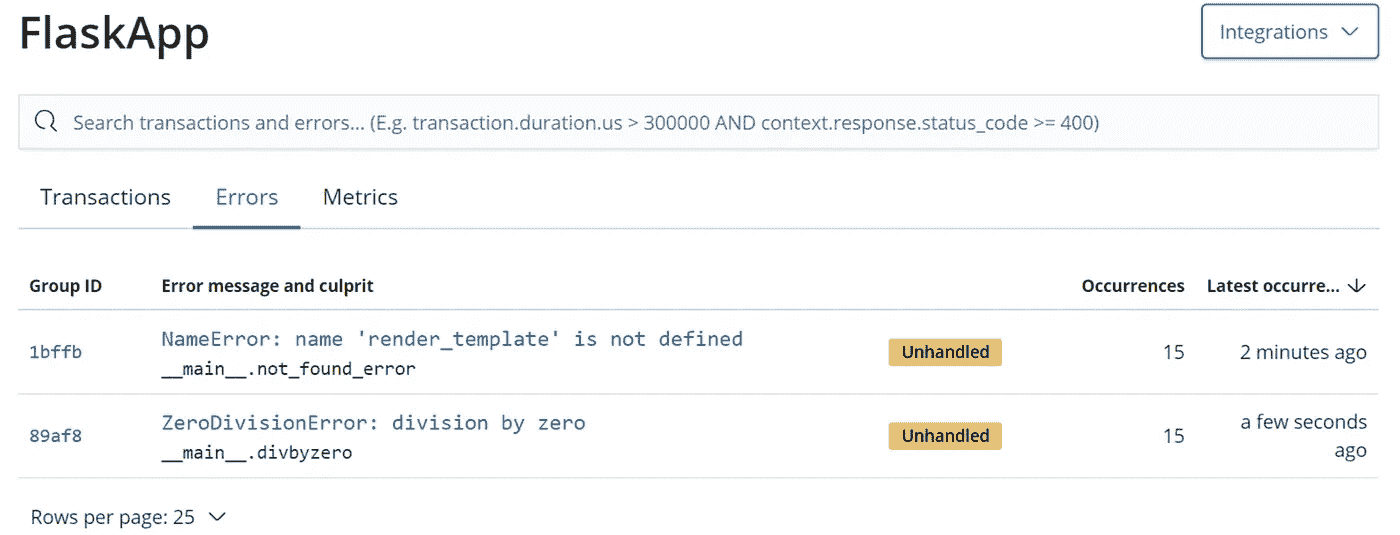 FlaskApp
Integrations
Search transactions and errors... (E.g. transaction.duration.us > 300000 AND context.response.status_code >= 400)
Transactions Errors Metrics
Group ID Error message and culprit Occurrences Latest occurre...
1bffb NameError: name 'render_template' is not defined Unhandled 15 2 minutes ago
__main__.not_found_error
89af8 ZeroDivisionError: division by zero Unhandled 15 a few seconds
__main__.divbyzero ago
Rows per page: 25